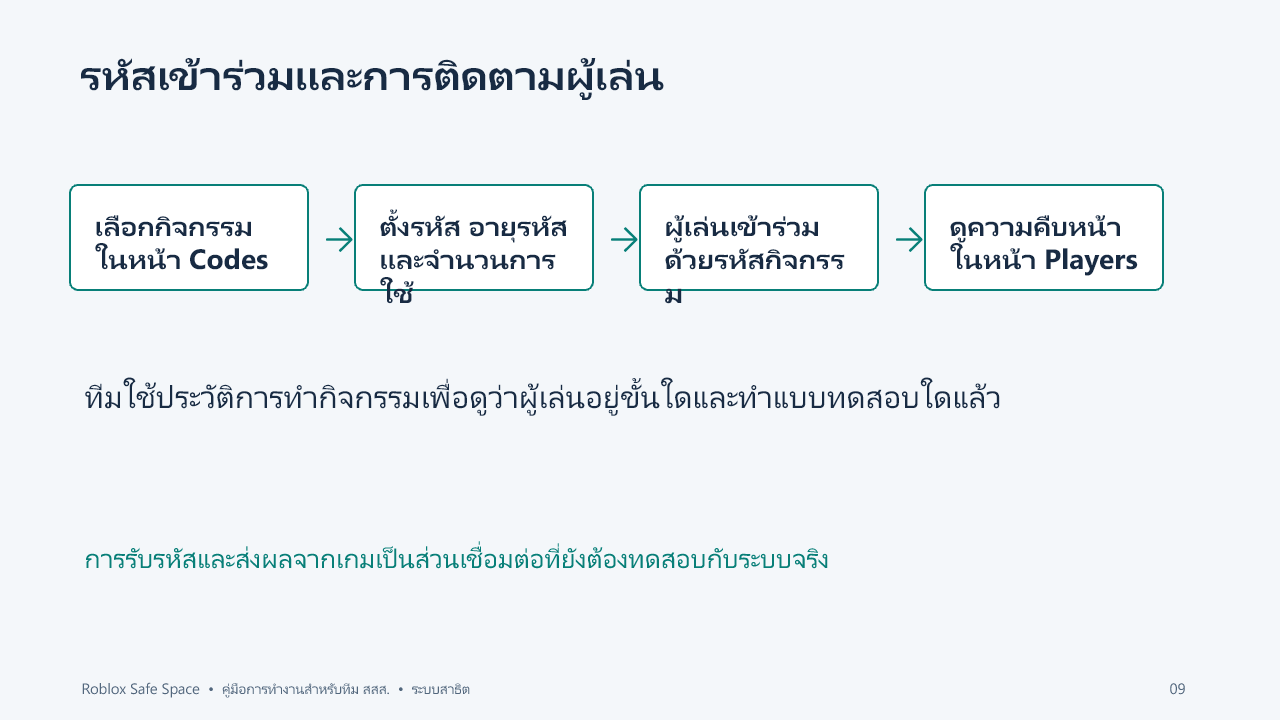 รหัสเข้าร่วมและการติดตามผู้เล่น
เลือกกิจกรรม
ในหน้า Codes
ตั้งรหัส อายุรหัส
และจำนวนการ
ใช้
ผู้เล่นเข้าร่วม
ด้วยรหัสกิจกรร
ม
ดูความคืบหน้า
ในหน้า Players
ทีมใช้ประวัติการทำกิจกรรมเพื่อดูว่าผู้เล่นอยู่ขั้นใดและทำแบบทดสอบใดแล้ว
การรับรหัสและส่งผลจากเกมเป็นส่วนเชื่อมต่อที่ยังต้องทดสอบกับระบบจริง
Roblox Safe Space • คู่มือการทำงานสำหรับทีม สสส. • ระบบสาธิต
09